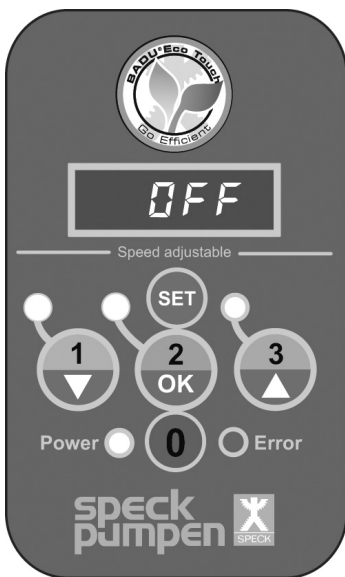 BADU®Eco Touch
Go Efficient
OFF
Speed adjustable
SET
1 2 3
OK
Power 0 Error
speck
pumpen
SPECK